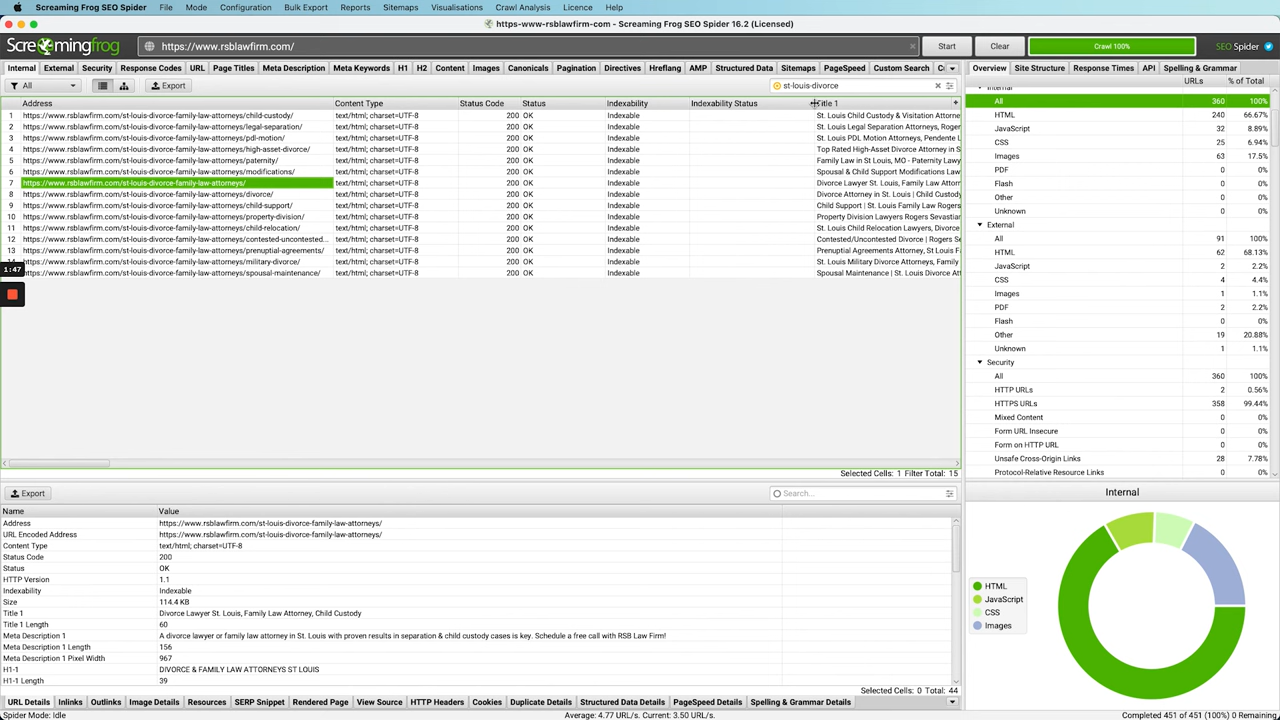 Screaming Frog SEO Spider File Mode Configuration Bulk Export Reports Sitemaps Visualisations Crawl Analysis Licence Window Help
https-www-rsblawfirm-com - Screaming Frog SEO Spider 16.2 (Licensed)
Screamingfrog https://www.rsblawfirm.com/ Start Clear Crawl 100% SEO Spider
Internal External Security Response Codes URL Page Titles Meta Description Meta Keywords H1 H2 Content Images Canonicals Pagination Directives Hreflang AMP Structured Data Sitemaps PageSpeed Custom Search Overview Site Structure Response Times API Spelling & Grammar
All Export st-louis-divorce URLs % of Total
Address Content Type Status Code Status Indexability Indexability Status Title 1
1 https://www.rsblawfirm.com/st-louis-divorce-family-law-attorneys/child-custody/ text/html; charset=UTF-8 200 OK Indexable St. Louis Child Custody & Visitation Attorne
2 https://www.rsblawfirm.com/st-louis-divorce-family-law-attorneys/legal-separation/ text/html; charset=UTF-8 200 OK Indexable St. Louis Legal Separation Attorneys, Roger
3 https://www.rsblawfirm.com/st-louis-divorce-family-law-attorneys/pdl-motion/ text/html; charset=UTF-8 200 OK Indexable St. Louis PDL Motion Attorneys, Pendente L
4 https://www.rsblawfirm.com/st-louis-divorce-family-law-attorneys/high-asset-divorce/ text/html; charset=UTF-8 200 OK Indexable Top Rated High-Asset Divorce Attorney in S
5 https://www.rsblawfirm.com/st-louis-divorce-family-law-attorneys/paternity/ text/html; charset=UTF-8 200 OK Indexable Family Law in St Louis, MO - Paternity Lawy
6 https://www.rsblawfirm.com/st-louis-divorce-family-law-attorneys/modifications/ text/html; charset=UTF-8 200 OK Indexable Spousal & Child Support Modifications Lawy
7 https://www.rsblawfirm.com/st-louis-divorce-family-law-attorneys/ text/html; charset=UTF-8 200 OK Indexable Divorce Lawyer St. Louis, Family Law Attorn
8 https://www.rsblawfirm.com/st-louis-divorce-family-law-attorneys/divorce/ text/html; charset=UTF-8 200 OK Indexable Divorce Attorney in St. Louis | Child Custody
9 https://www.rsblawfirm.com/st-louis-divorce-family-law-attorneys/child-support/ text/html; charset=UTF-8 200 OK Indexable Child Support | St. Louis Family Law Rogers
10 https://www.rsblawfirm.com/st-louis-divorce-family-law-attorneys/property-division/ text/html; charset=UTF-8 200 OK Indexable Property Division Lawyers Rogers Sevastian
11 https://www.rsblawfirm.com/st-louis-divorce-family-law-attorneys/child-relocation/ text/html; charset=UTF-8 200 OK Indexable St. Louis Child Relocation Lawyers, Divorce
12 https://www.rsblawfirm.com/st-louis-divorce-family-law-attorneys/contested-uncontested... text/html; charset=UTF-8 200 OK Indexable Contested/Uncontested Divorce | Rogers S
13 https://www.rsblawfirm.com/st-louis-divorce-family-law-attorneys/prenuptial-agreements/ text/html; charset=UTF-8 200 OK Indexable Prenuptial Agreements Attorney, St. Louis
https://www.rsblawfirm.com/st-louis-divorce-family-law-attorneys/military-divorce/ text/html; charset=UTF-8 200 OK Indexable St. Louis Military Divorce Attorneys, Family
https://www.rsblawfirm.com/st-louis-divorce-family-law-attorneys/spousal-maintenance/ text/html; charset=UTF-8 200 OK Indexable Spousal Maintenance | St. Louis Divorce At
1:47
Selected Cells: 1 Filter Total: 15
Internal
All 360 100%
HTML 240 66.67%
JavaScript 32 8.89%
CSS 25 6.94%
Images 63 17.5%
PDF 0 0%
Flash 0 0%
Other 0 0%
Unknown 0 0%
External
All 91 100%
HTML 62 68.13%
JavaScript 2 2.2%
CSS 4 4.4%
Images 1 1.1%
PDF 2 2.2%
Flash 0 0%
Other 19 20.88%
Unknown 1 1.1%
Security
All 360 100%
HTTP URLs 2 0.56%
HTTPS URLs 358 99.44%
Mixed Content 0 0%
Form URL Insecure 0 0%
Form on HTTP URL 0 0%
Unsafe Cross-Origin Links 28 7.78%
Protocol-Relative Resource Links 0 0%
Export Search...
Name Value
Address https://www.rsblawfirm.com/st-louis-divorce-family-law-attorneys/
URL Encoded Address https://www.rsblawfirm.com/st-louis-divorce-family-law-attorneys/
Content Type text/html; charset=UTF-8
Status Code 200
Status OK
HTTP Version 1.1
Indexability Indexable
Size 114.4 KB
Title 1 Divorce Lawyer St. Louis, Family Law Attorney, Child Custody
Title 1 Length 60
Meta Description 1 A divorce lawyer or family law attorney in St. Louis with proven results in separation & child custody cases is key. Schedule a free call with RSB Law Firm!
Meta Description 1 Length 156
Meta Description 1 Pixel Width 967
H1-1 DIVORCE & FAMILY LAW ATTORNEYS ST LOUIS
H1-1 Length 39
Selected Cells: 0 Total: 44
Internal
HTML
JavaScript
CSS
Images
URL Details Inlinks Outlinks Image Details Resources SERP Snippet Rendered Page View Source HTTP Headers Cookies Duplicate Details Structured Data Details PageSpeed Details Spelling & Grammar Details
Spider Mode: Idle Average: 4.77 URL/s. Current: 3.50 URL/s. Completed 451 of 451 (100%) 0 Remaining